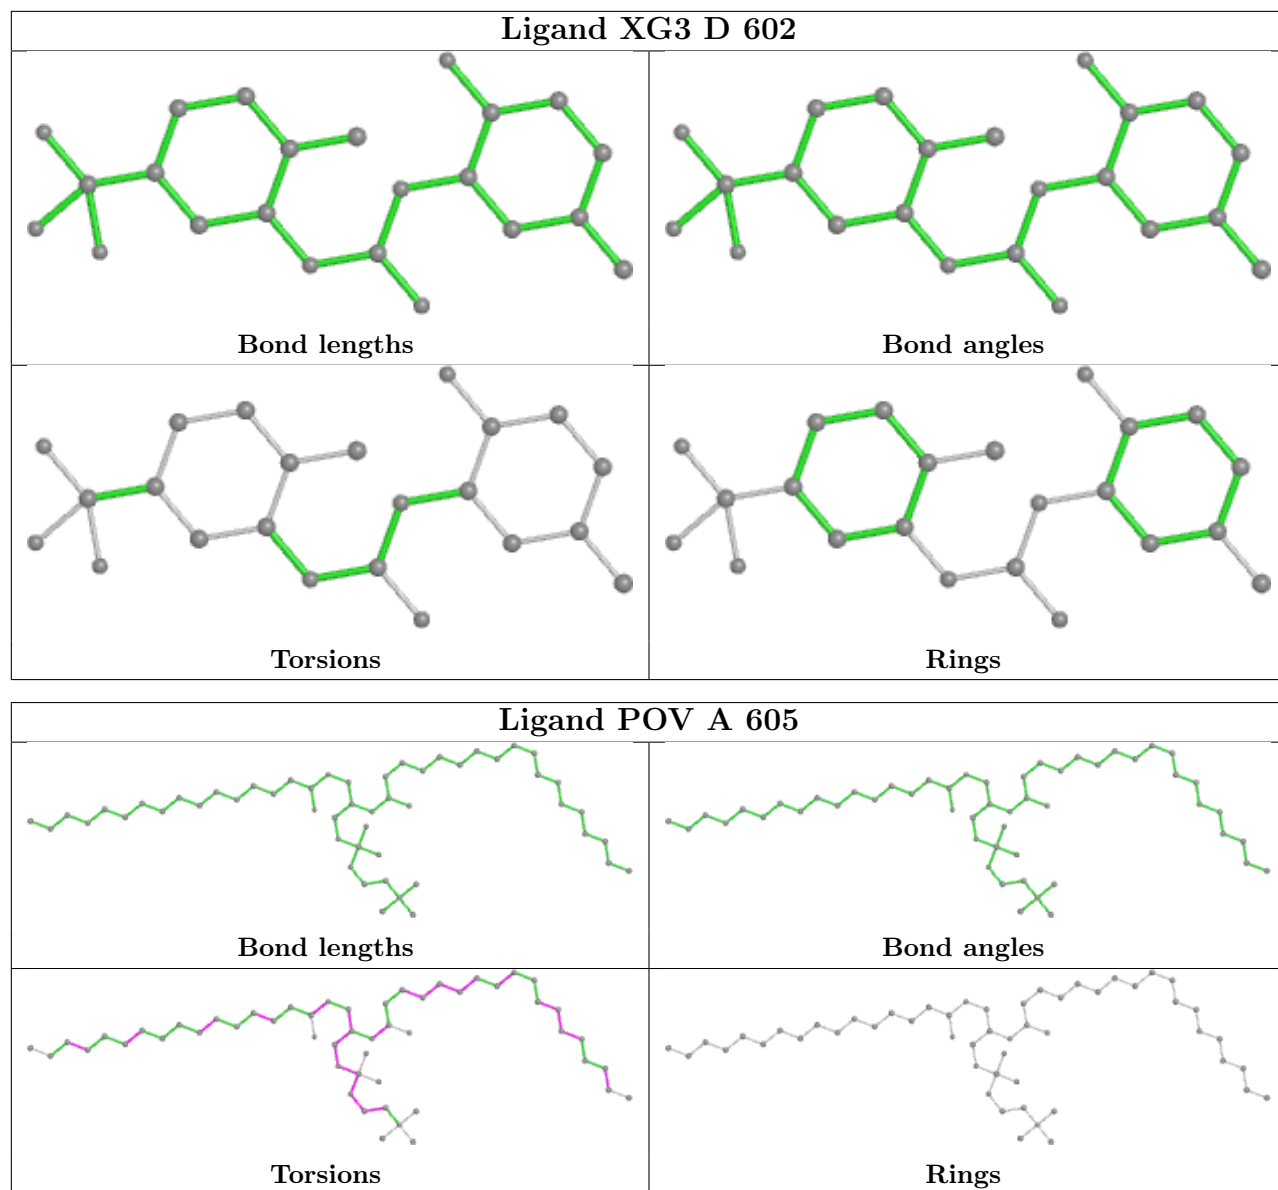 Ligand XG3 D 602
Bond lengths
Bond angles
Torsions
Rings
Ligand POV A 605
Bond lengths
Bond angles
Torsions
Rings